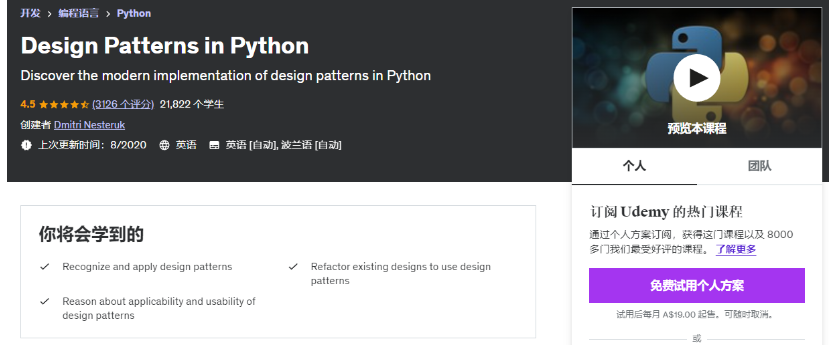 开发 > 编程语言 > Python
Design Patterns in Python
Discover the modern implementation of design patterns in Python
4.5 (3126 个评分) 21,822 个学生
创建者 Dmitri Nesteruk
上次更新时间：8/2020 英语 英语 [自动], 波兰语 [自动]
预览本课程
个人 团队
订阅 Udemy 的热门课程
通过个人方案订阅，获得这门课程以及 8000
多门我们最受好评的课程。 了解更多
免费试用个人方案
试用后每月 A$19.00 起售。可随时取消。
或
你将会学到的
Recognize and apply design patterns
Refactor existing designs to use design
patterns
Reason about applicability and usability of
design patterns